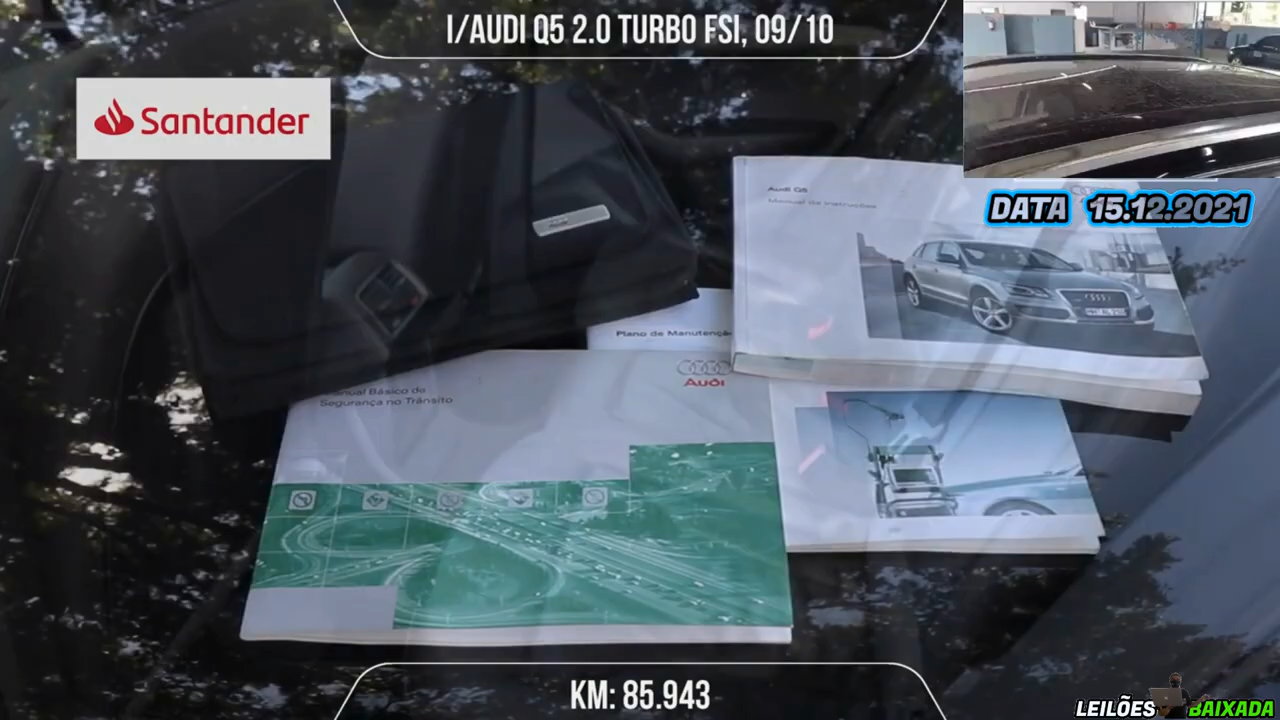 I/AUDI Q5 2.0 TURBO FSI, 09/10
Santander
DATA 15.12.2021
Audi Q5
Manual de Instruções
Plano de Manutenção
Audi
Manual Básico de
Segurança no Trânsito
KM: 85.943
LEILÕES BAIXADA